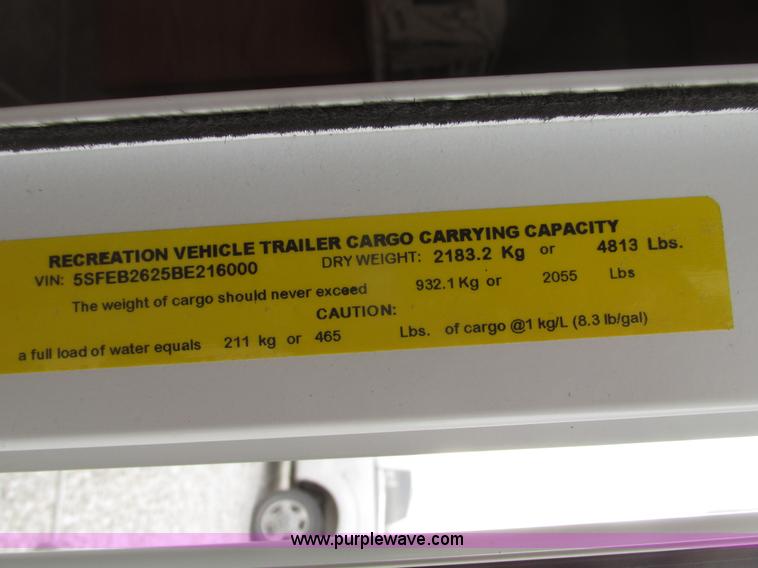 RECREATION VEHICLE TRAILER CARGO CARRYING CAPACITY
VIN: 5SFEB2625BE216000 DRY WEIGHT: 2183.2 Kg or 4813 Lbs.
The weight of cargo should never exceed 932.1 Kg or 2055 Lbs
CAUTION:
a full load of water equals 211 kg or 465 Lbs. of cargo @1 kg/L (8.3 lb/gal)
www.purplewave.com